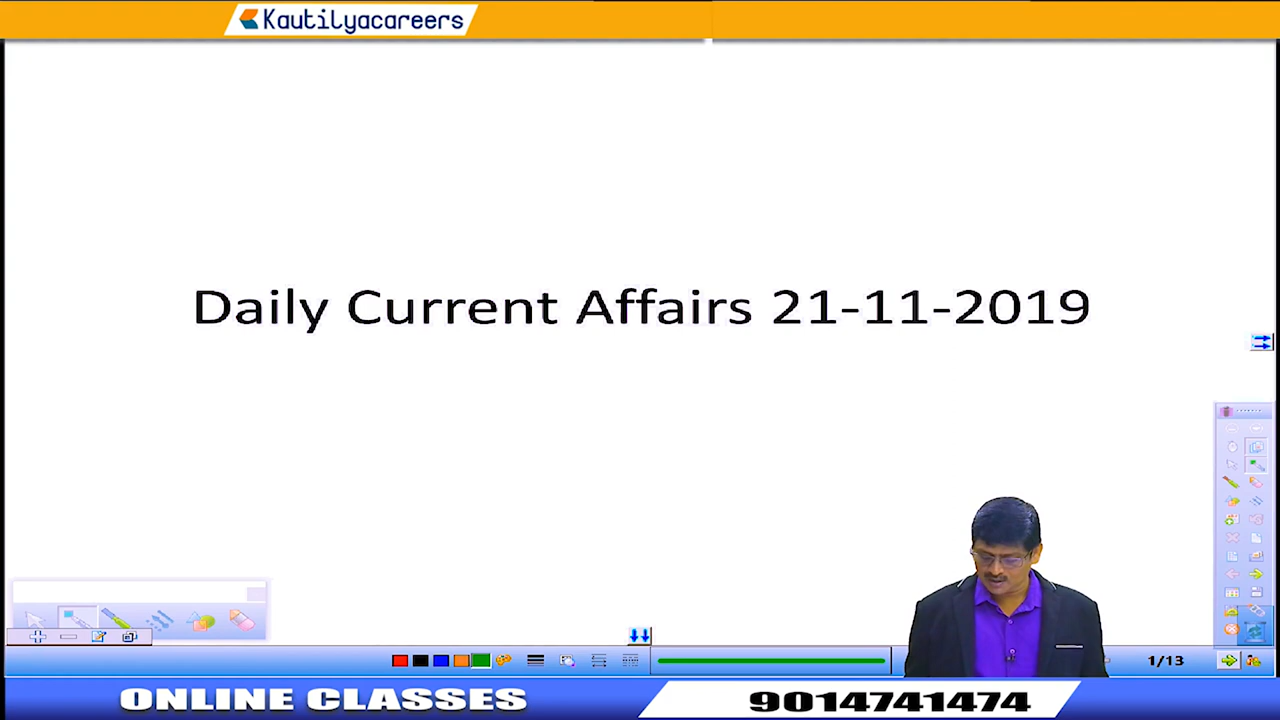 Kautilyacareers
Daily Current Affairs 21-11-2019
1/13
ONLINE CLASSES
9014741474